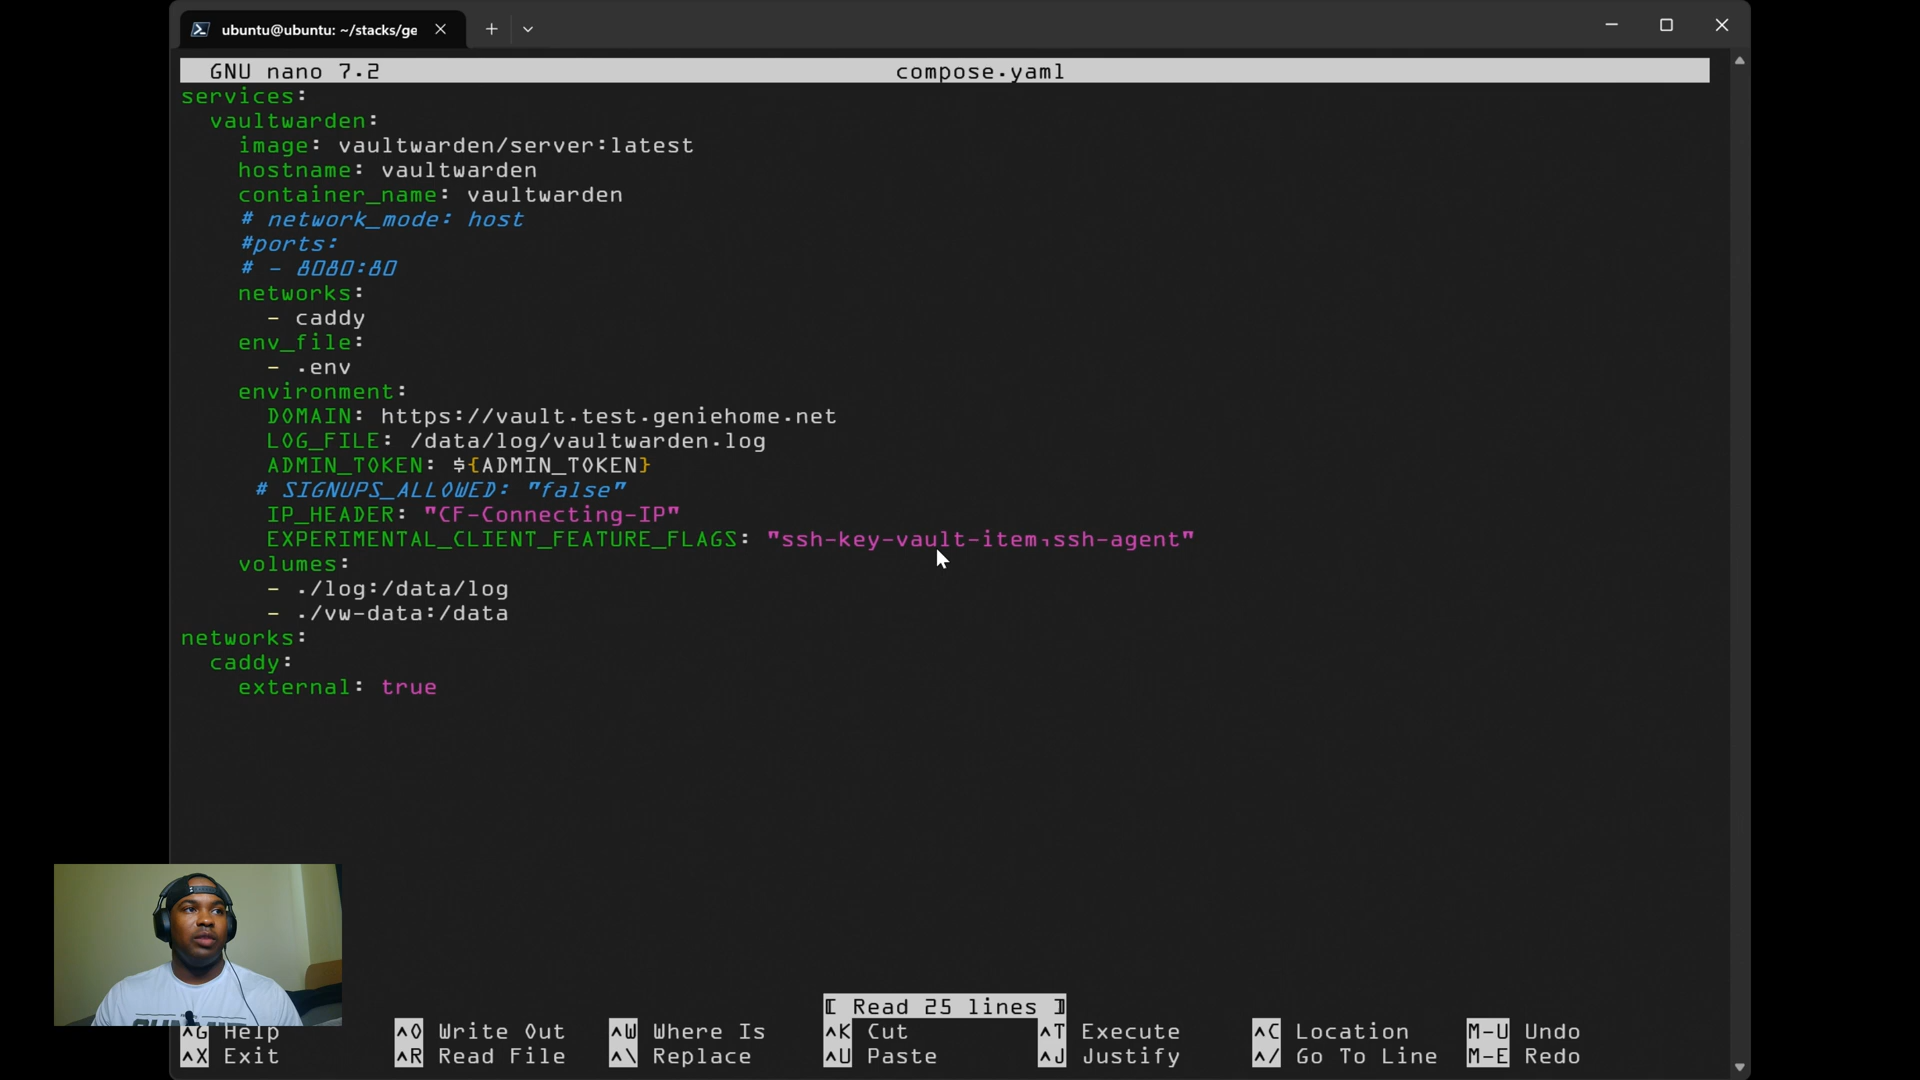 ubuntu@ubuntu: ~/stacks/ge
GNU nano 7.2 compose.yaml
services:
  vaultwarden:
    image: vaultwarden/server:latest
    hostname: vaultwarden
    container_name: vaultwarden
    # network_mode: host
    #ports:
    # - 8080:80
    networks:
      - caddy
    env_file:
      - .env
    environment:
      DOMAIN: https://vault.test.geniehome.net
      LOG_FILE: /data/log/vaultwarden.log
      ADMIN_TOKEN: ${ADMIN_TOKEN}
     # SIGNUPS_ALLOWED: "false"
      IP_HEADER: "CF-Connecting-IP"
      EXPERIMENTAL_CLIENT_FEATURE_FLAGS: "ssh-key-vault-item,ssh-agent"
    volumes:
      - ./log:/data/log
      - ./vw-data:/data
networks:
  caddy:
    external: true
[ Read 25 lines ]
^G Help ^O Write Out ^W Where Is ^K Cut ^T Execute ^C Location M-U Undo
^X Exit ^R Read File ^\ Replace ^U Paste ^J Justify ^/ Go To Line M-E Redo